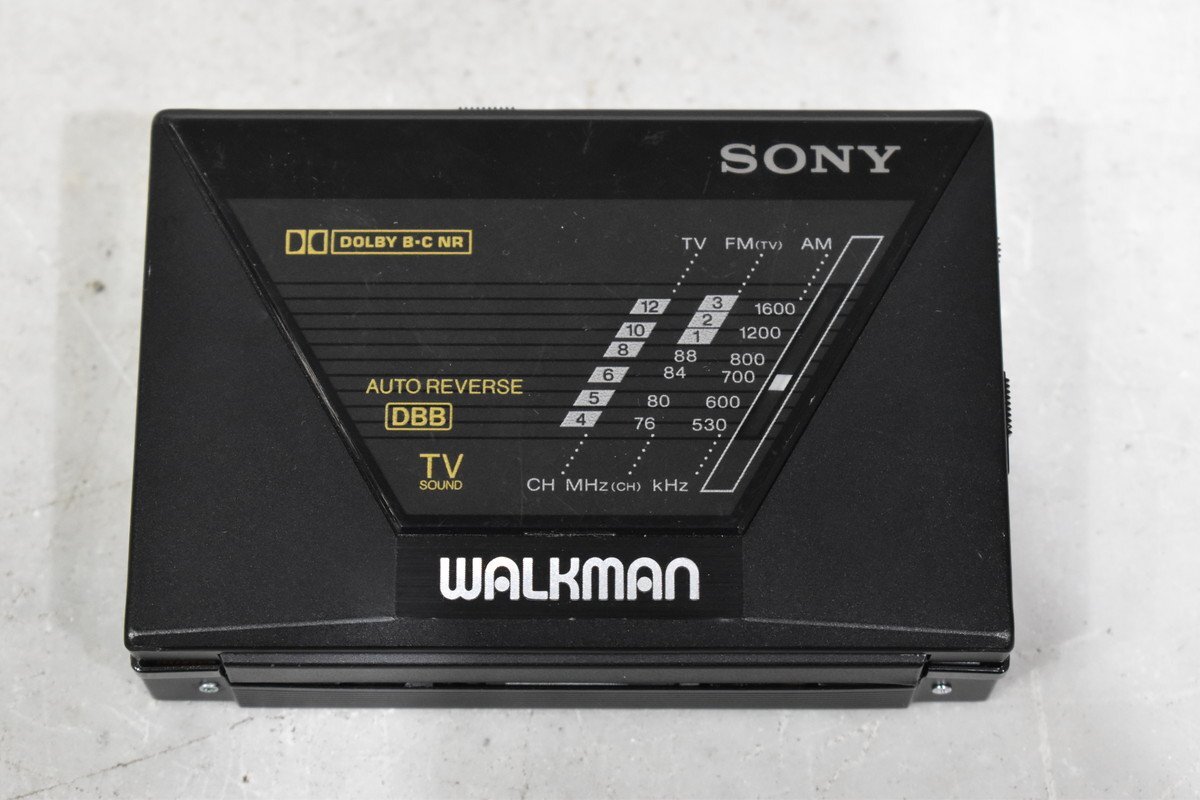 SONY
DOLBY B·C NR
TV FM(TV) AM
12 3 1600
10 2 1200
8 1 800
88
6 84 700
5 80 600
4 76 530
AUTO REVERSE
DBB
TV
SOUND
CH MHz(CH) kHz
WALKMAN